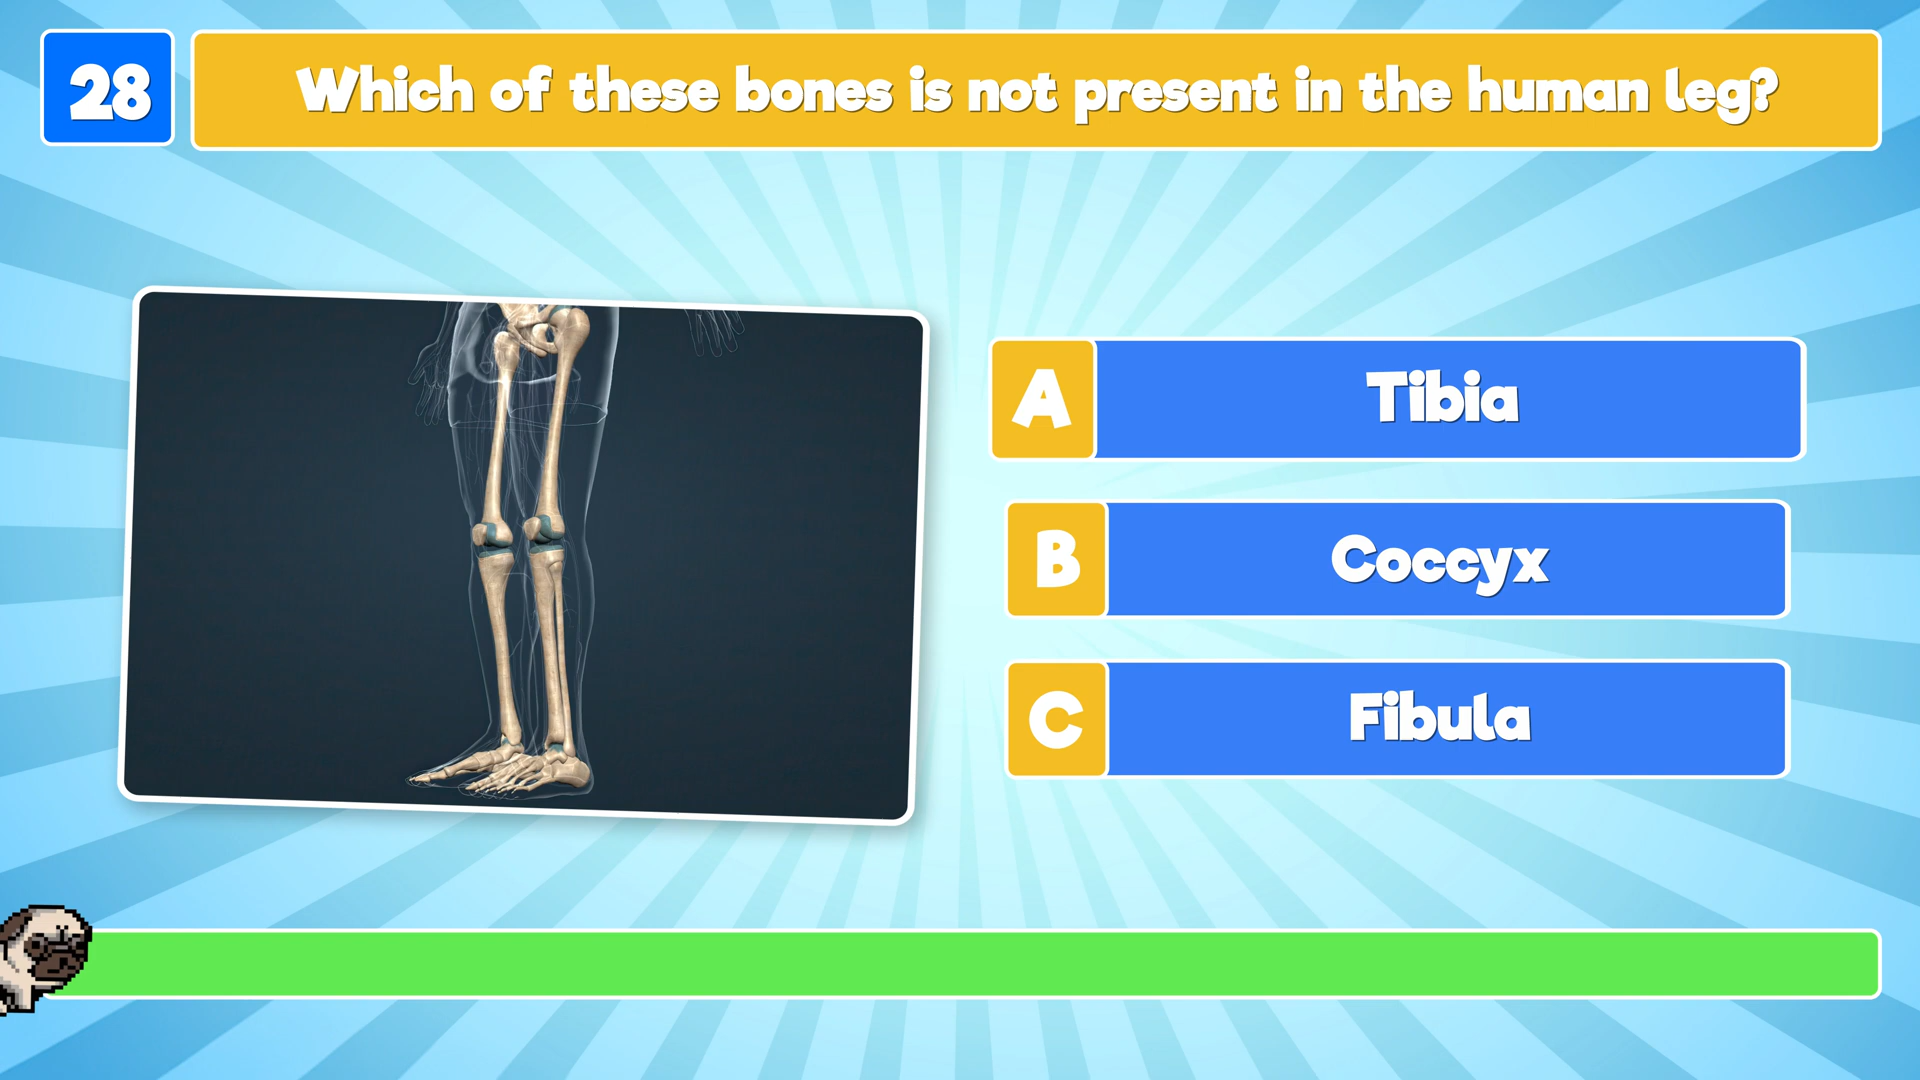 28
Which of these bones is not present in the human leg?
A
Tibia
B
Coccyx
C
Fibula